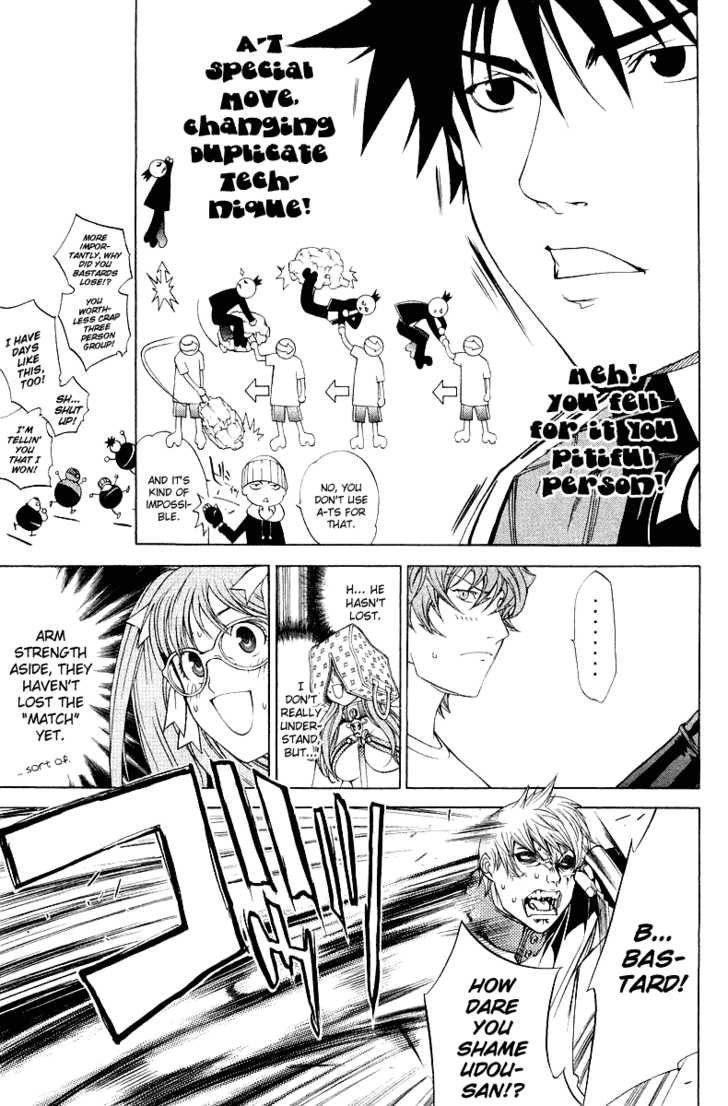 A-T
SPECIAL
MOVE,
CHANGING
DUPLICATE
TECH-
NIQUE!
HEH!
YOU FELL
FOR IT YOU
PITIFUL
PERSON!
NO, YOU
DON'T USE
A-TS FOR
THAT.
AND IT'S
KIND OF
IMPOSSI-
BLE.
MORE
IMPOR-
TANTLY, WHY
DID YOU
BASTARDS
LOSE!?
YOU
WORTH-
LESS CRAP
THREE
PERSON
GROUP!
SH...
SHUT
UP!
I HAVE
DAYS
LIKE
THIS,
TOO!
I'M
TELLIN'
YOU THAT
I WON!
......
H... HE
HASN'T
LOST.
I
DON'T
REALLY
UNDER-
STAND,
BUT...
ARM
STRENGTH
ASIDE, THEY
HAVEN'T
LOST THE
"MATCH"
YET.
...sort of.
B...
BAS-
TARD!
HOW
DARE
YOU
SHAME
UDOU-
SAN!?